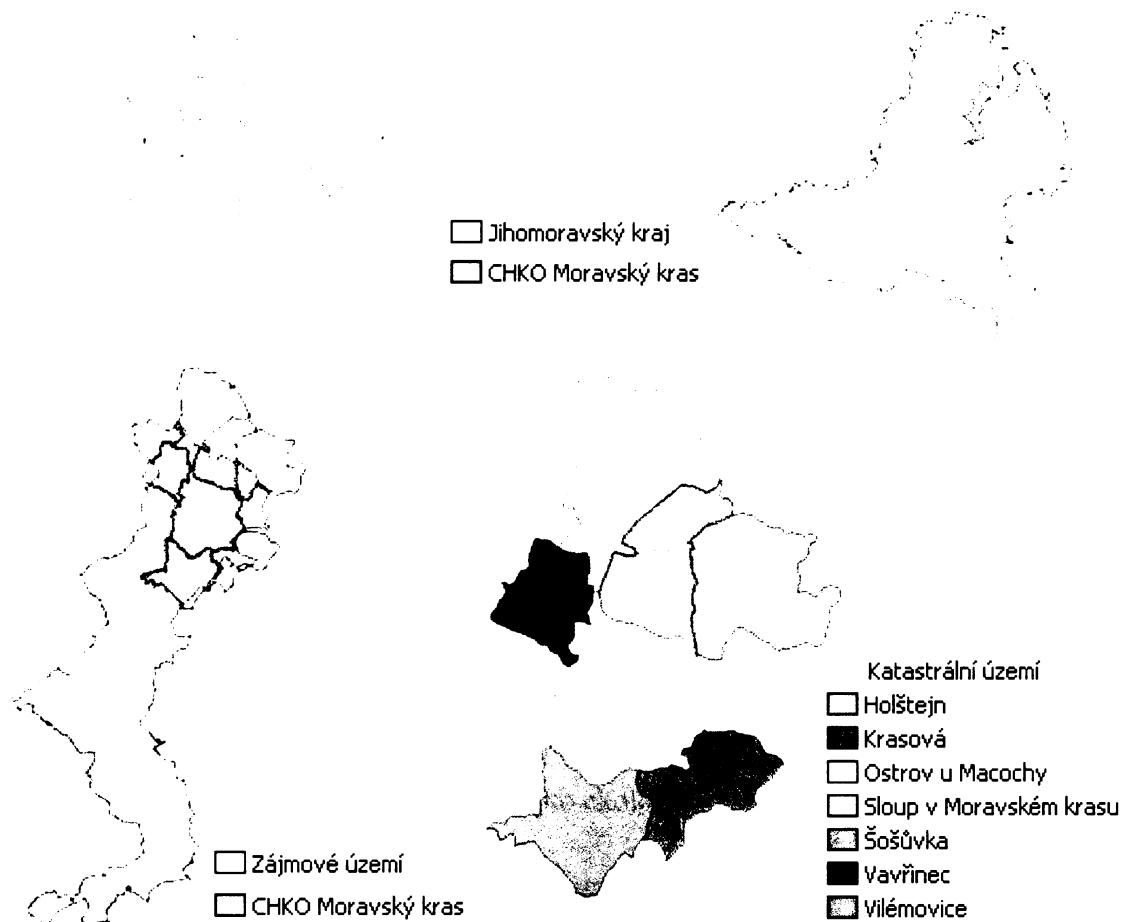 Jihomoravský kraj
CHKO Moravský kras
Katastrální území
Holštejn
Krasová
Ostrov u Macochy
Sloup v Moravském krasu
Šošůvka
Vavřinec
Vilémovice
Zájmové území
CHKO Moravský kras